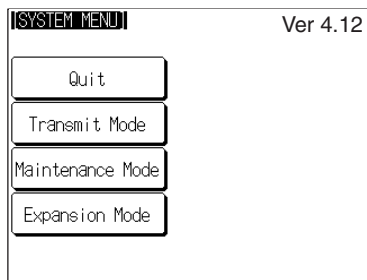 [SYSTEM MENU]
Ver 4.12
Quit
Transmit Mode
Maintenance Mode
Expansion Mode